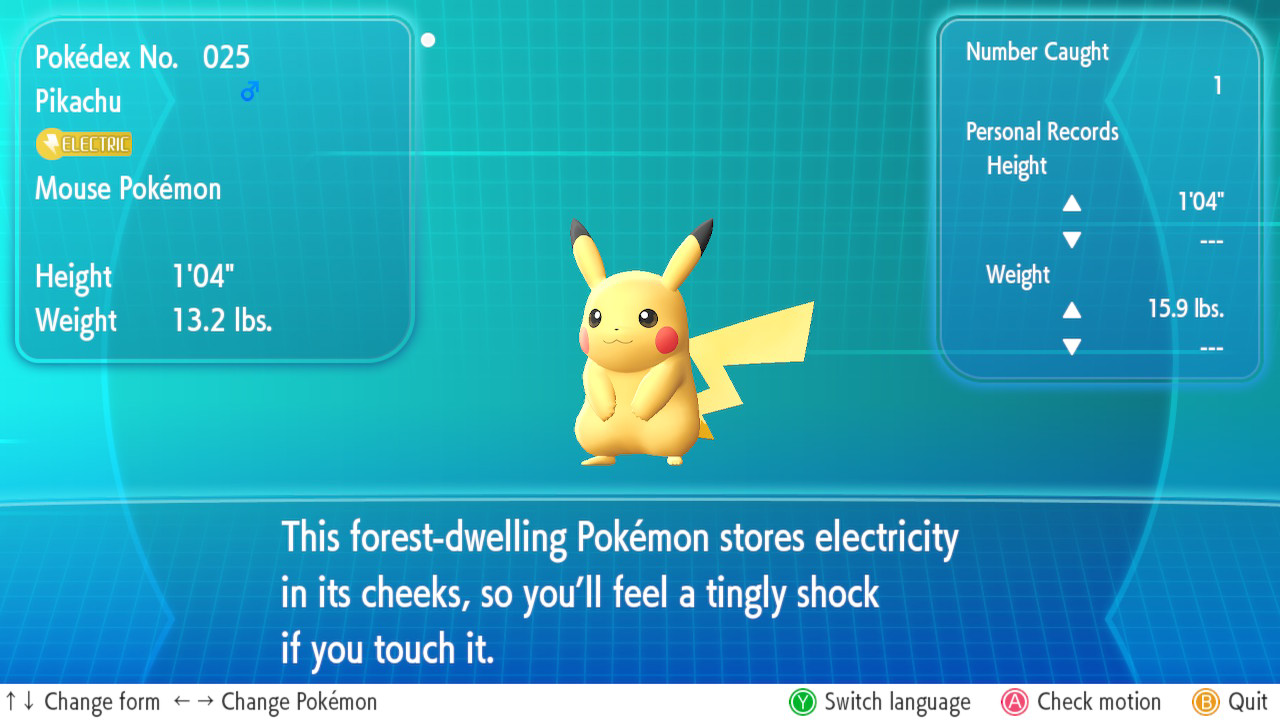 Pokédex No. 025
Pikachu ♂
ELECTRIC
Mouse Pokémon
Height 1'04"
Weight 13.2 lbs.
Number Caught
1
Personal Records
Height
▲ 1'04"
▼ ---
Weight
▲ 15.9 lbs.
▼ ---
This forest-dwelling Pokémon stores electricity
in its cheeks, so you’ll feel a tingly shock
if you touch it.
↑↓ Change form ←→ Change Pokémon Y Switch language A Check motion B Quit